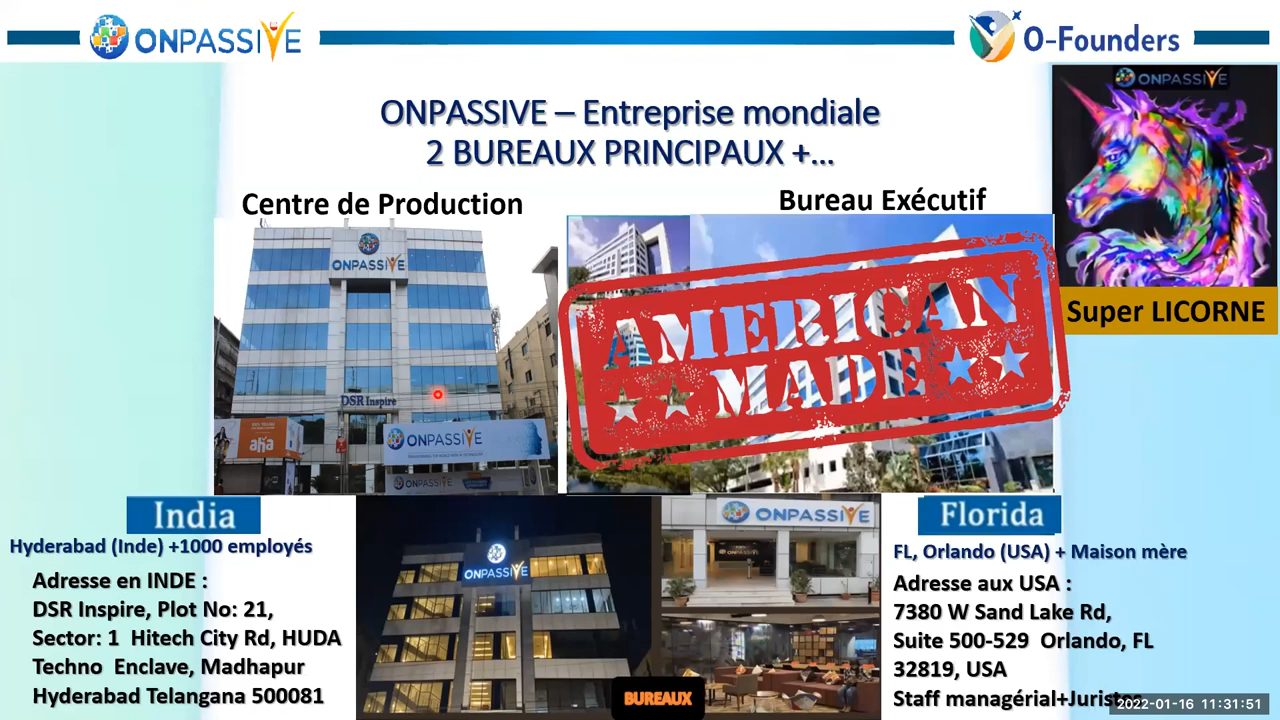 ONPASSIVE
O-Founders
ONPASSIVE
ONPASSIVE – Entreprise mondiale
2 BUREAUX PRINCIPAUX +...
Centre de Production
Bureau Exécutif
ONPASSIVE
DSR Inspire
aha
ONPASSIVE
ONPASSIVE
AMERICAN
MADE
Super LICORNE
India
Hyderabad (Inde) +1000 employés
Adresse en INDE :
DSR Inspire, Plot No: 21,
Sector: 1 Hitech City Rd, HUDA
Techno Enclave, Madhapur
Hyderabad Telangana 500081
ONPASSIVE
ONPASSIVE
BUREAUX
Florida
FL, Orlando (USA) + Maison mère
Adresse aux USA :
7380 W Sand Lake Rd,
Suite 500-529 Orlando, FL
32819, USA
Staff managérial+Juristes
2022-01-16 11:31:51